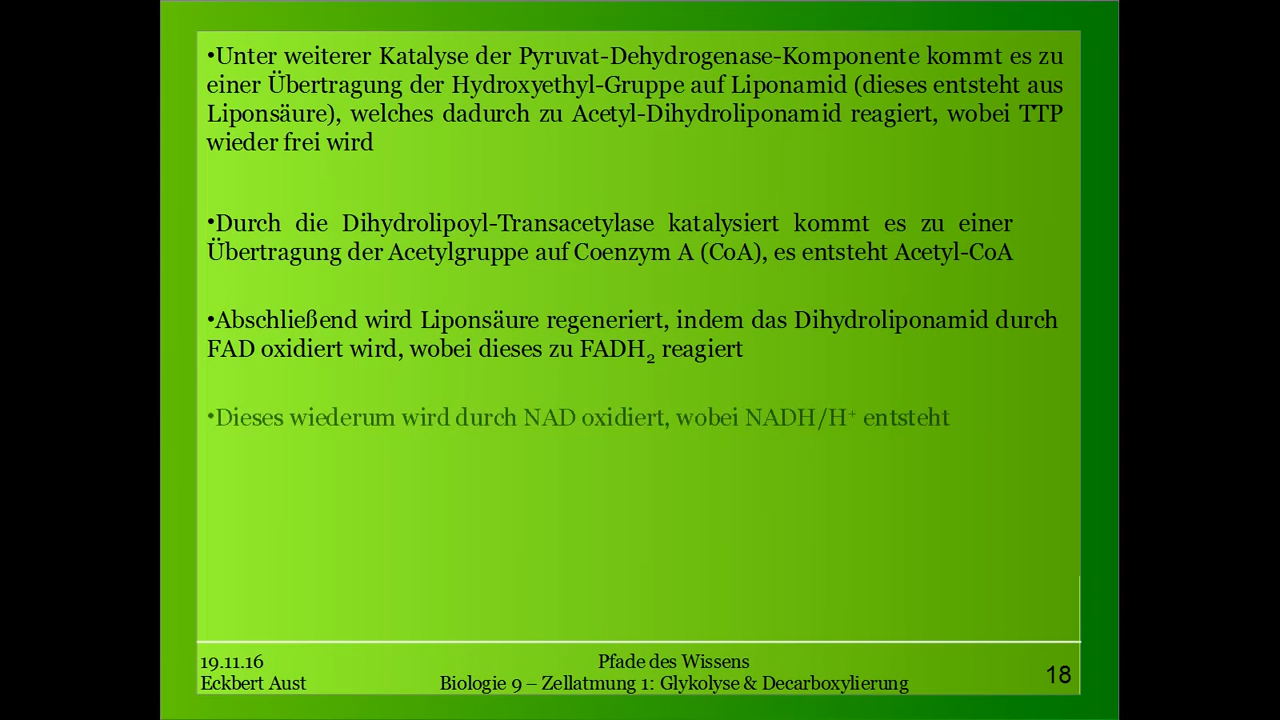 •Unter weiterer Katalyse der Pyruvat-Dehydrogenase-Komponente kommt es zu
einer Übertragung der Hydroxyethyl-Gruppe auf Liponamid (dieses entsteht aus
Liponsäure), welches dadurch zu Acetyl-Dihydroliponamid reagiert, wobei TTP
wieder frei wird
•Durch die Dihydrolipoyl-Transacetylase katalysiert kommt es zu einer
Übertragung der Acetylgruppe auf Coenzym A (CoA), es entsteht Acetyl-CoA
•Abschließend wird Liponsäure regeneriert, indem das Dihydroliponamid durch
FAD oxidiert wird, wobei dieses zu FADH₂ reagiert
•Dieses wiederum wird durch NAD oxidiert, wobei NADH/H⁺ entsteht
19.11.16
Eckbert Aust
Pfade des Wissens
Biologie 9 – Zellatmung 1: Glykolyse & Decarboxylierung
18